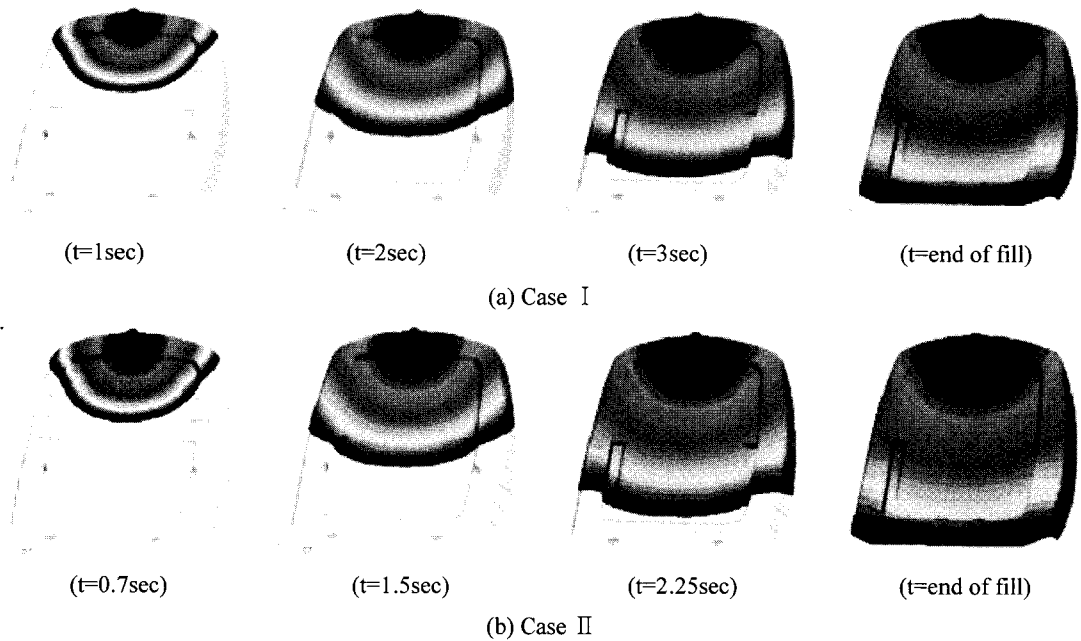 (t=1sec) (t=2sec) (t=3sec) (t=end of fill)
(a) Case Ⅰ
(t=0.7sec) (t=1.5sec) (t=2.25sec) (t=end of fill)
(b) Case Ⅱ